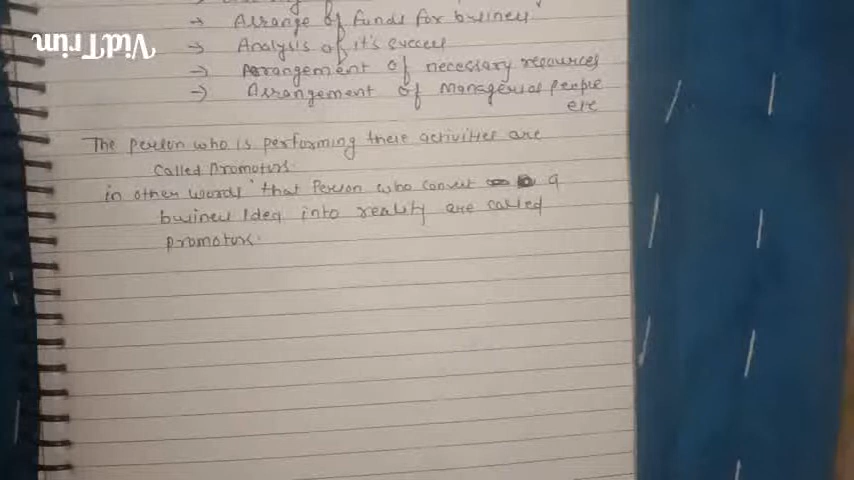 → Arrange of funds for business
→ Analysis of it's success
→ Arrangement of necessary resources
→ Arrangement of Managerial people
etc
The person who is performing these activities are
called promotors.
in other words that Person who convert a
business Idea into reality are called
promotors.
VidTrim